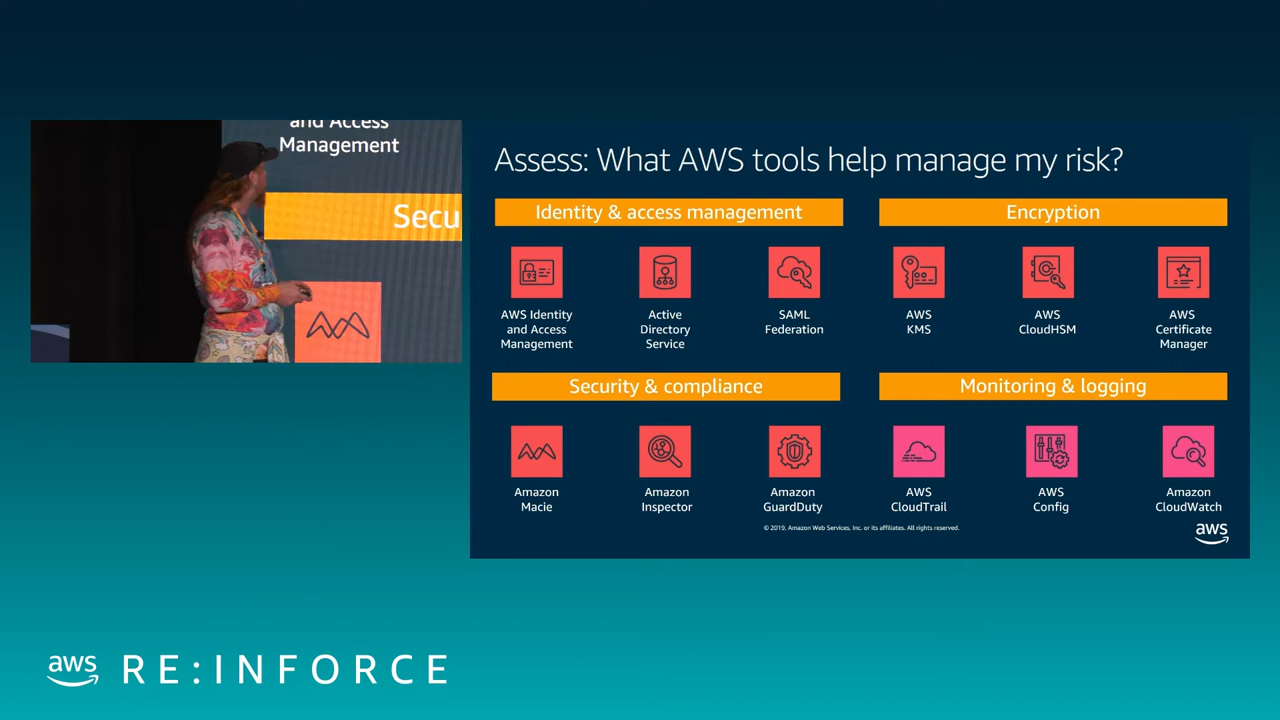 and Access
Management
Secu
Assess: What AWS tools help manage my risk?
Identity & access management
AWS Identity
and Access
Management
Active
Directory
Service
SAML
Federation
Encryption
AWS
KMS
AWS
CloudHSM
AWS
Certificate
Manager
Security & compliance
Amazon
Macie
Amazon
Inspector
Amazon
GuardDuty
Monitoring & logging
AWS
CloudTrail
AWS
Config
Amazon
CloudWatch
© 2019, Amazon Web Services, Inc. or its affiliates. All rights reserved.
aws
aws RE:INFORCE